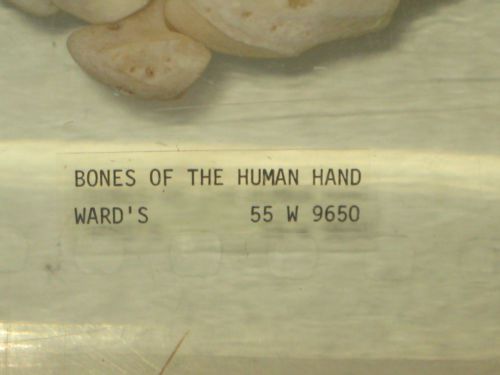 BONES OF THE HUMAN HAND
WARD'S 55 W 9650